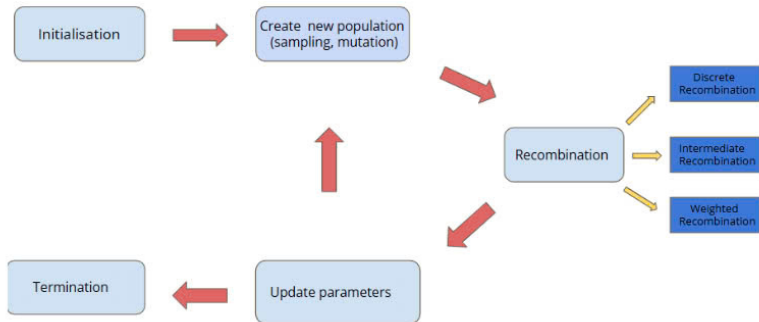 Initialisation
Create new population
(sampling, mutation)
Discrete
Recombination
Recombination
Intermediate
Recombination
Weighted
Recombination
Termination
Update parameters